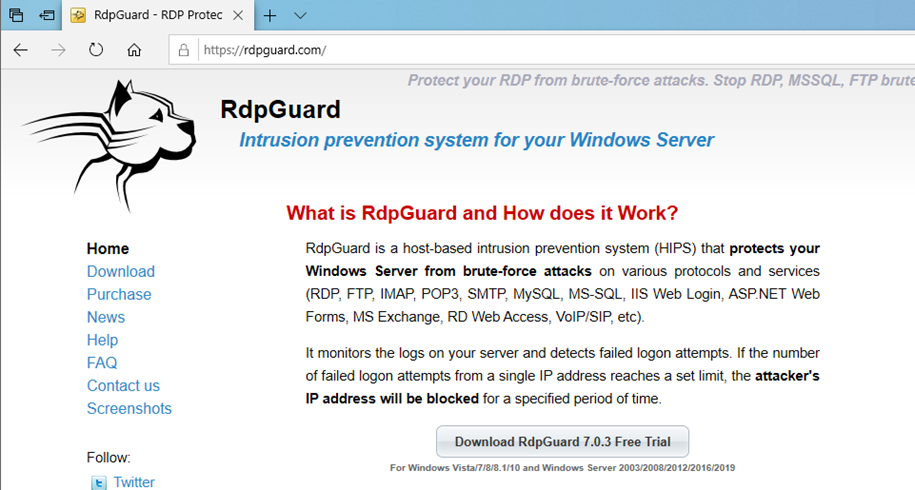 RdpGuard - RDP Protec
https://rdpguard.com/
Protect your RDP from brute-force attacks. Stop RDP, MSSQL, FTP brute
RdpGuard
Intrusion prevention system for your Windows Server
What is RdpGuard and How does it Work?
Home
Download
Purchase
News
Help
FAQ
Contact us
Screenshots
Follow:
Twitter
RdpGuard is a host-based intrusion prevention system (HIPS) that protects your
Windows Server from brute-force attacks on various protocols and services
(RDP, FTP, IMAP, POP3, SMTP, MySQL, MS-SQL, IIS Web Login, ASP.NET Web
Forms, MS Exchange, RD Web Access, VoIP/SIP, etc).
It monitors the logs on your server and detects failed logon attempts. If the number
of failed logon attempts from a single IP address reaches a set limit, the attacker's
IP address will be blocked for a specified period of time.
Download RdpGuard 7.0.3 Free Trial
For Windows Vista/7/8/8.1/10 and Windows Server 2003/2008/2012/2016/2019